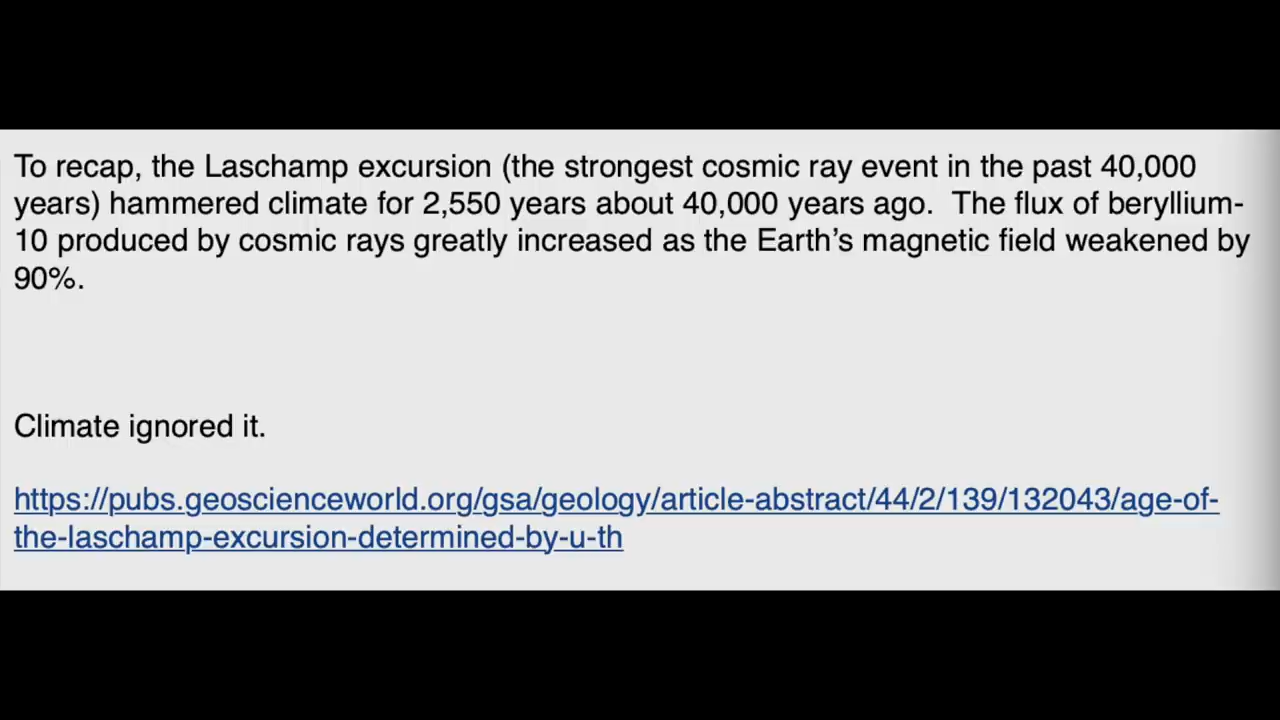 To recap, the Laschamp excursion (the strongest cosmic ray event in the past 40,000
years) hammered climate for 2,550 years about 40,000 years ago.  The flux of beryllium-
10 produced by cosmic rays greatly increased as the Earth's magnetic field weakened by
90%.
Climate ignored it.
https://pubs.geoscienceworld.org/gsa/geology/article-abstract/44/2/139/132043/age-of-
the-laschamp-excursion-determined-by-u-th